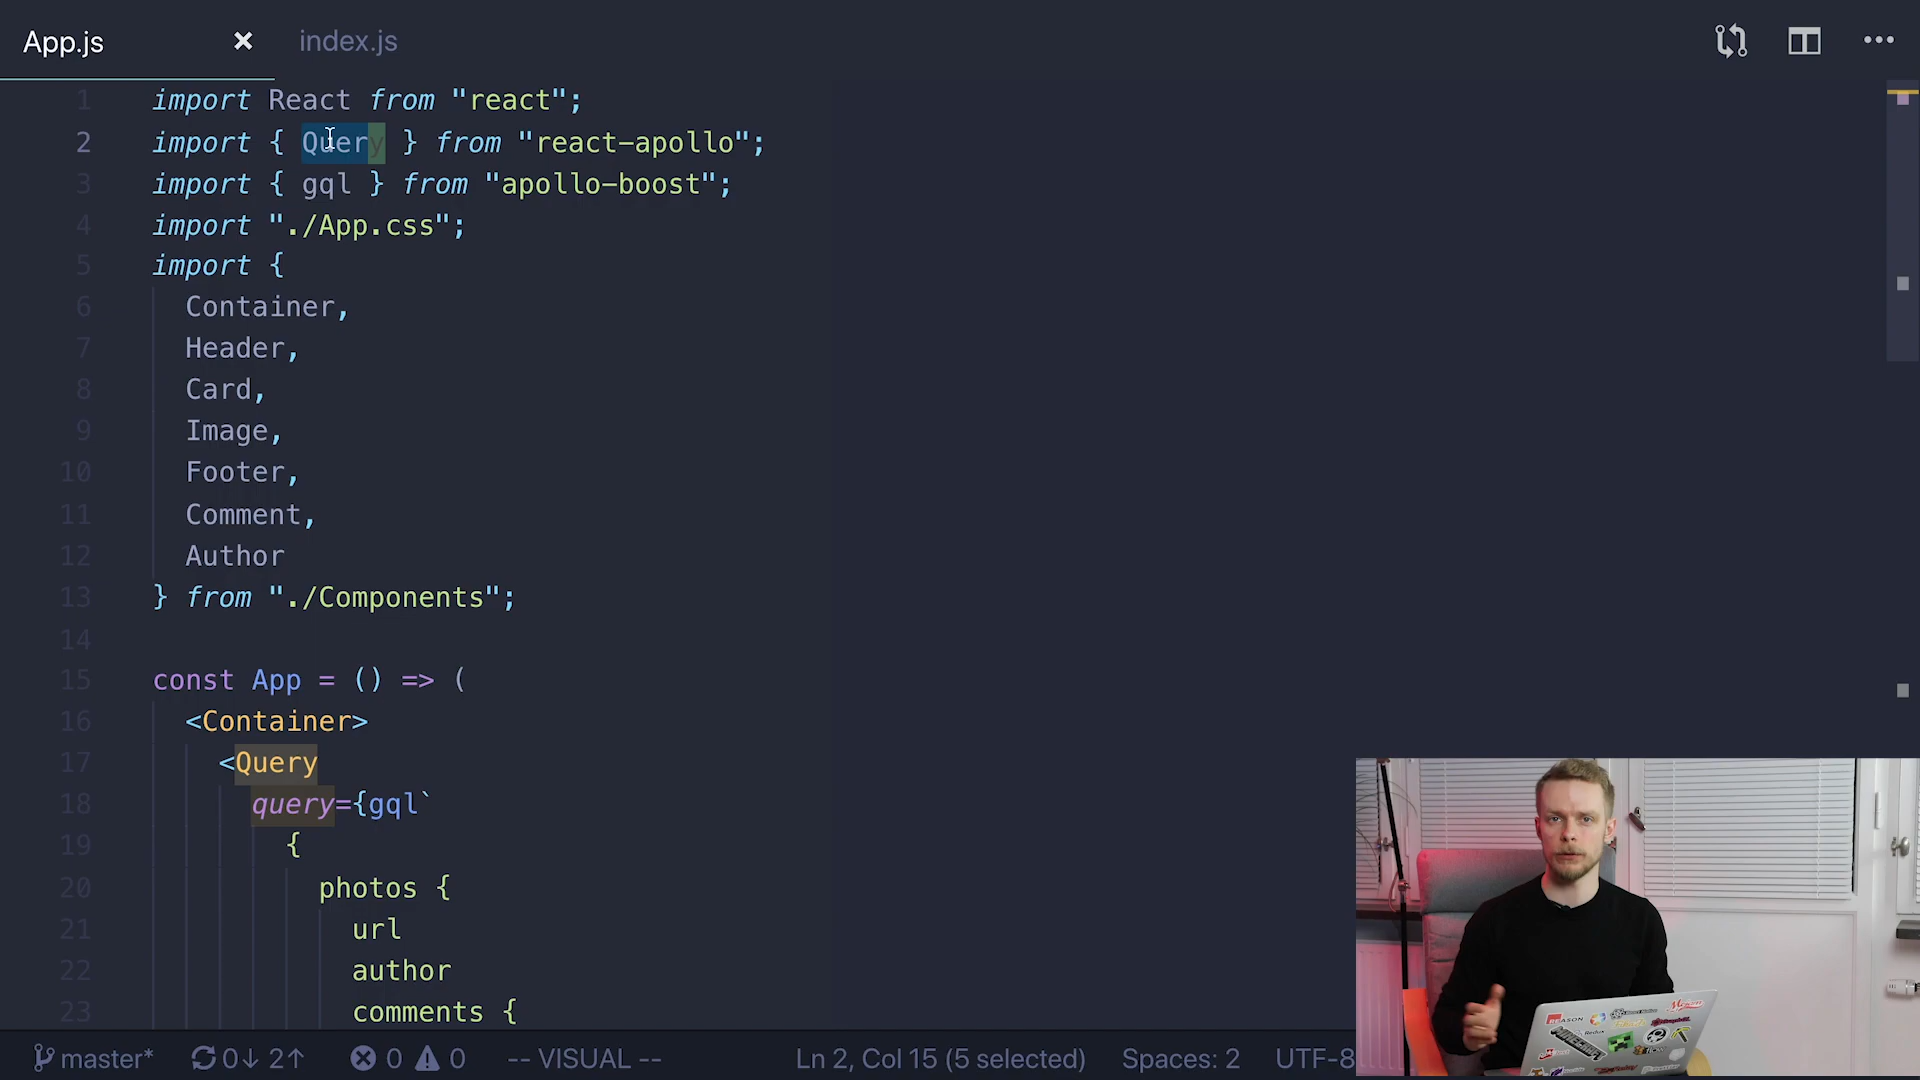 App.js × index.js
1 import React from "react";
2 import { Query } from "react-apollo";
3 import { gql } from "apollo-boost";
4 import "./App.css";
5 import {
6 Container,
7 Header,
8 Card,
9 Image,
10 Footer,
11 Comment,
12 Author
13 } from "./Components";
14
15 const App = () => (
16 <Container>
17 <Query
18 query={gql`
19 {
20 photos {
21 url
22 author
23 comments {
master* 0↓ 2↑ 0 0 -- VISUAL -- Ln 2, Col 15 (5 selected) Spaces: 2 UTF-8
REASON
Redux